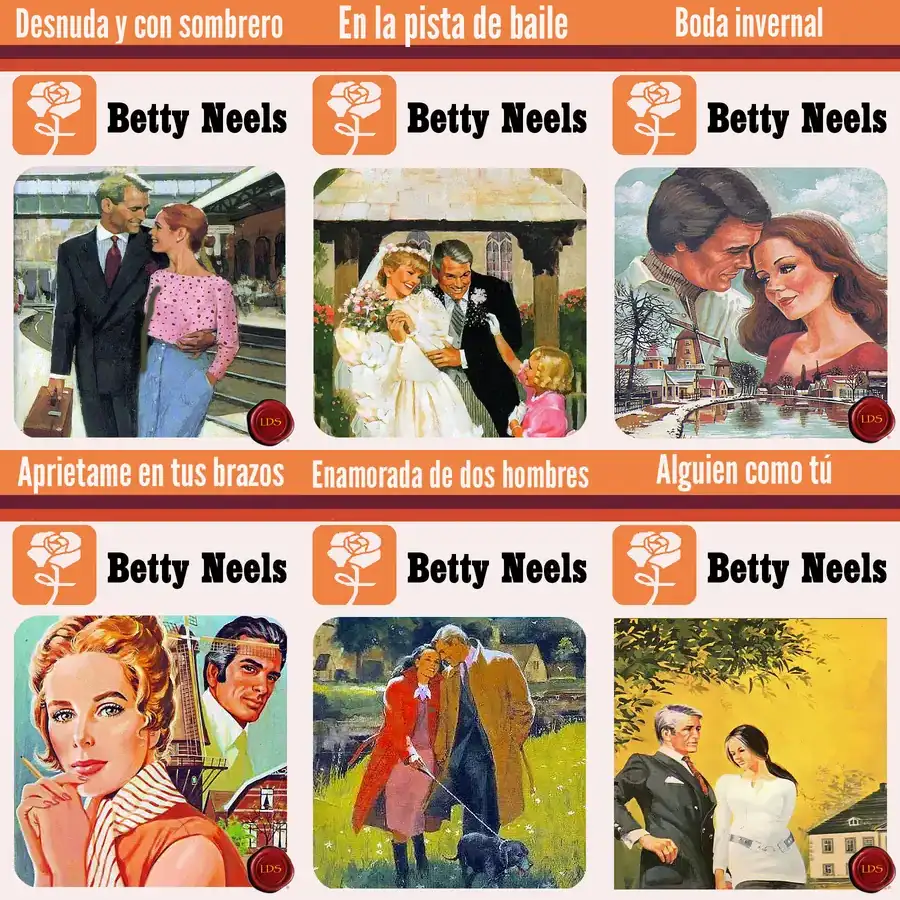 Desnuda y con sombrero
En la pista de baile
Boda invernal
Betty Neels
Betty Neels
Betty Neels
LDS
LDS
Aprietame en tus brazos
Enamorada de dos hombres
Alguien como tú
Betty Neels
Betty Neels
Betty Neels
LDS
LDS